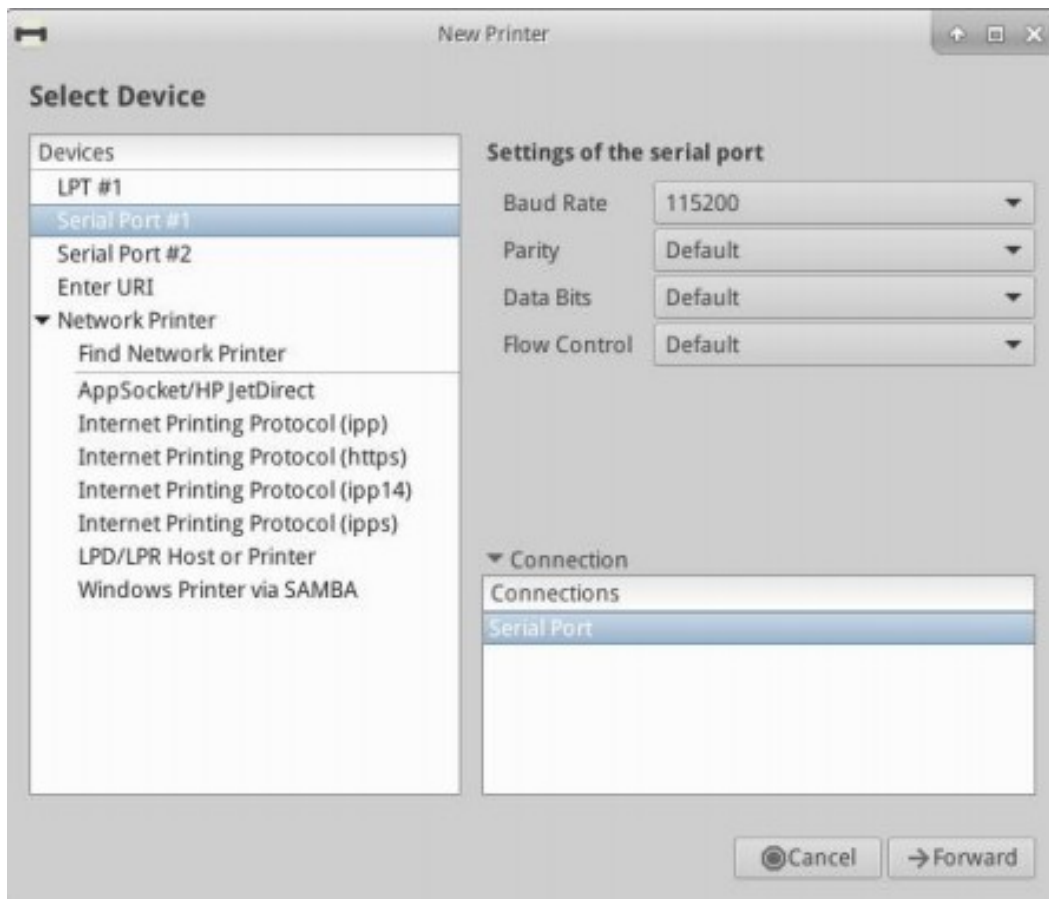 New Printer
Select Device
Devices
LPT #1
Serial Port #1
Serial Port #2
Enter URI
Network Printer
Find Network Printer
AppSocket/HP JetDirect
Internet Printing Protocol (ipp)
Internet Printing Protocol (https)
Internet Printing Protocol (ipp14)
Internet Printing Protocol (ipps)
LPD/LPR Host or Printer
Windows Printer via SAMBA
Settings of the serial port
Baud Rate 115200
Parity Default
Data Bits Default
Flow Control Default
Connection
Connections
Serial Port
Cancel Forward